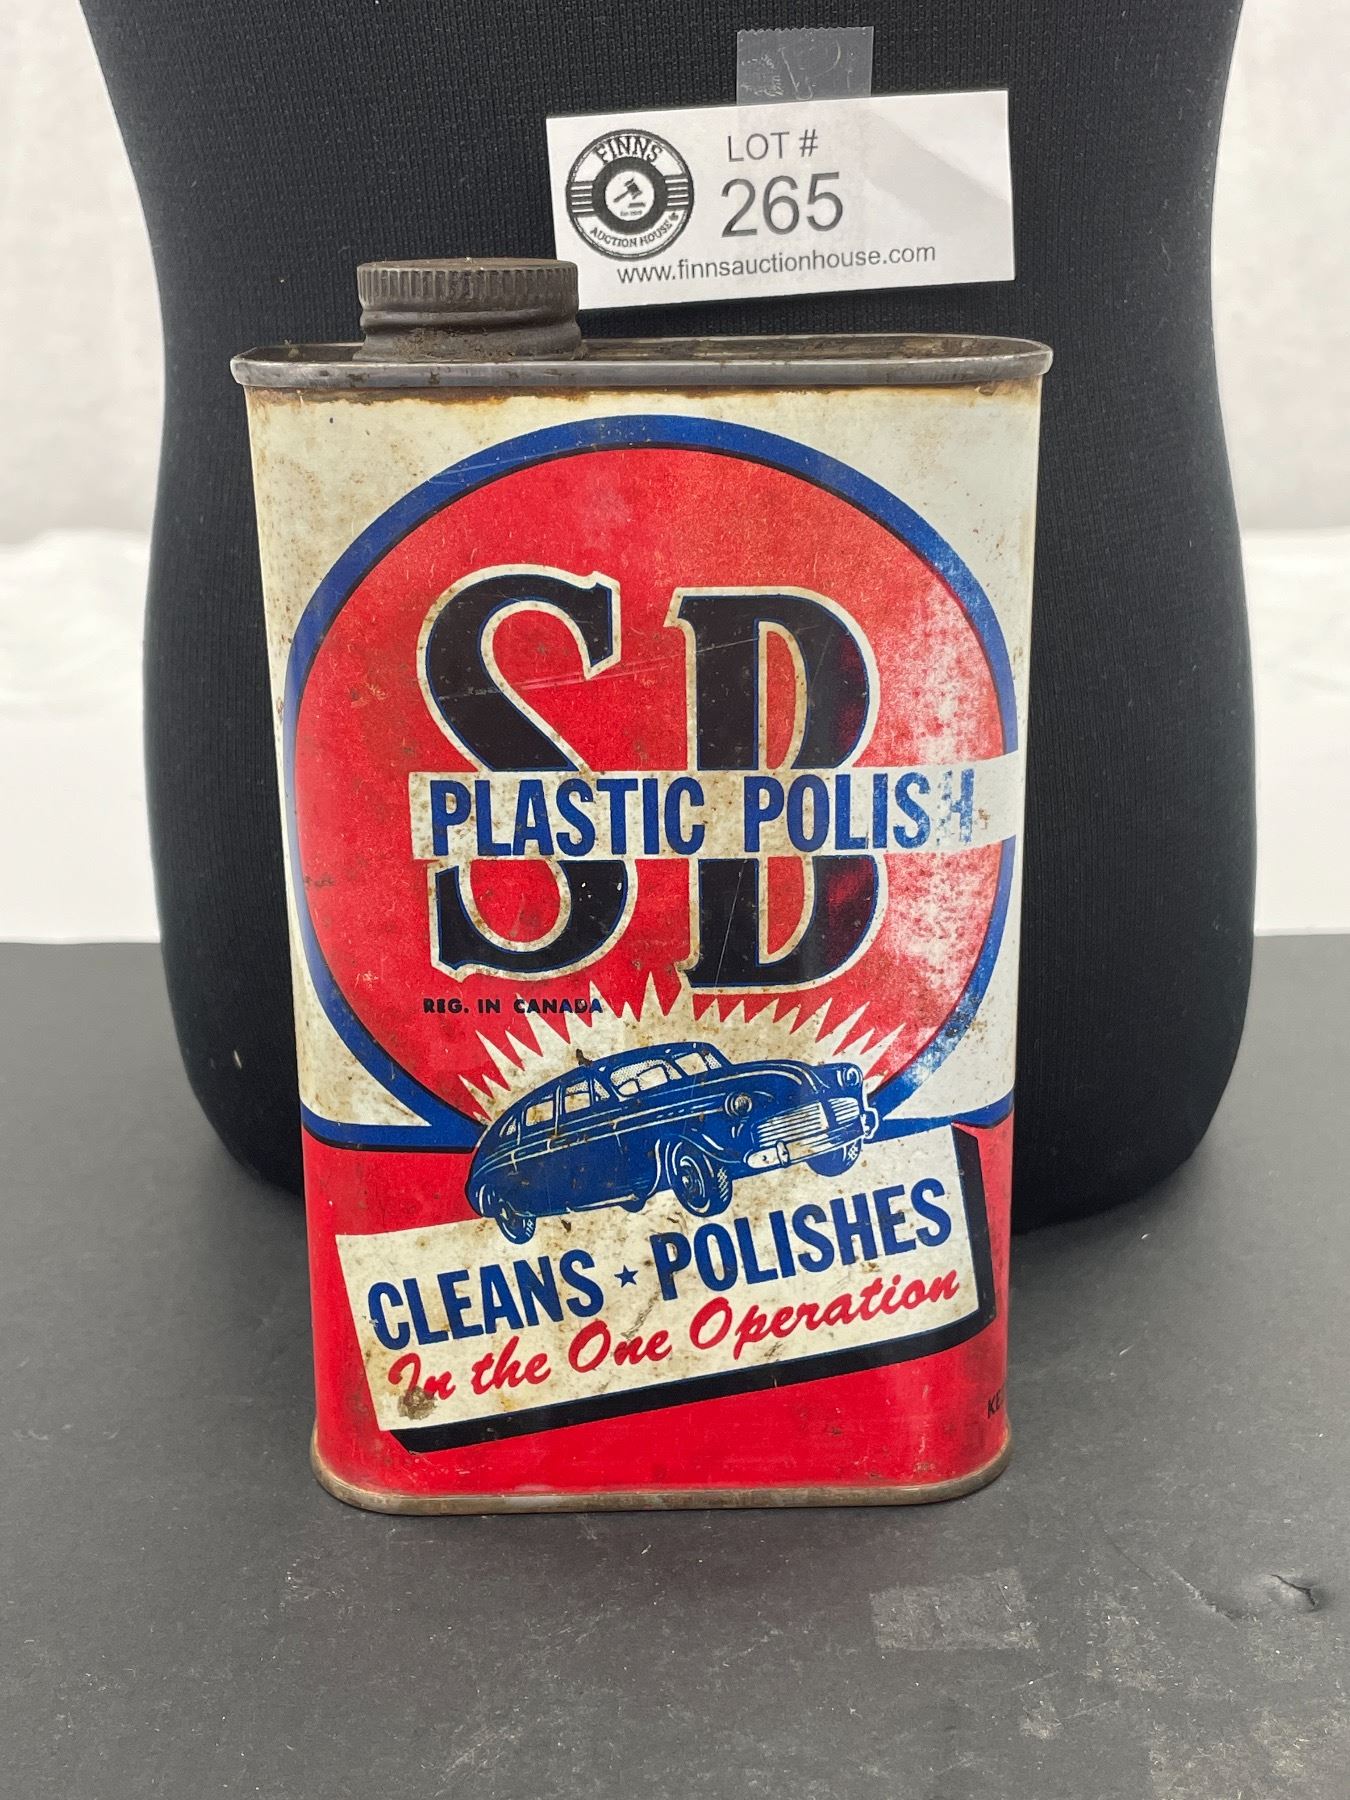 FINNS
AUCTION HOUSE
LOT #
265
www.finnsauctionhouse.com
SB
PLASTIC POLISH
REG. IN CANADA
CLEANS ★ POLISHES
In the One Operation